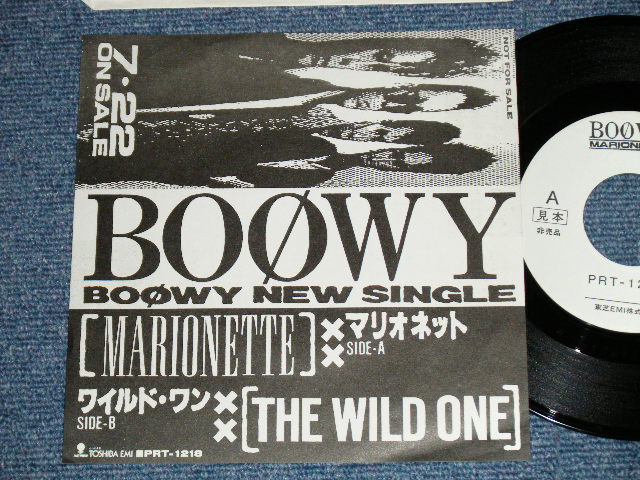 7・22
ON SALE
NOT FOR SALE
BOØWY
BOØWY NEW SINGLE
[MARIONETTE]
××マリオネット
SIDE-A
ワイルド・ワン××
SIDE-B
[THE WILD ONE]
TOSHIBA EMI
PRT-1218
BOØ
MARIONE
A
見本
非売品
PRT-12
東芝EMI株式